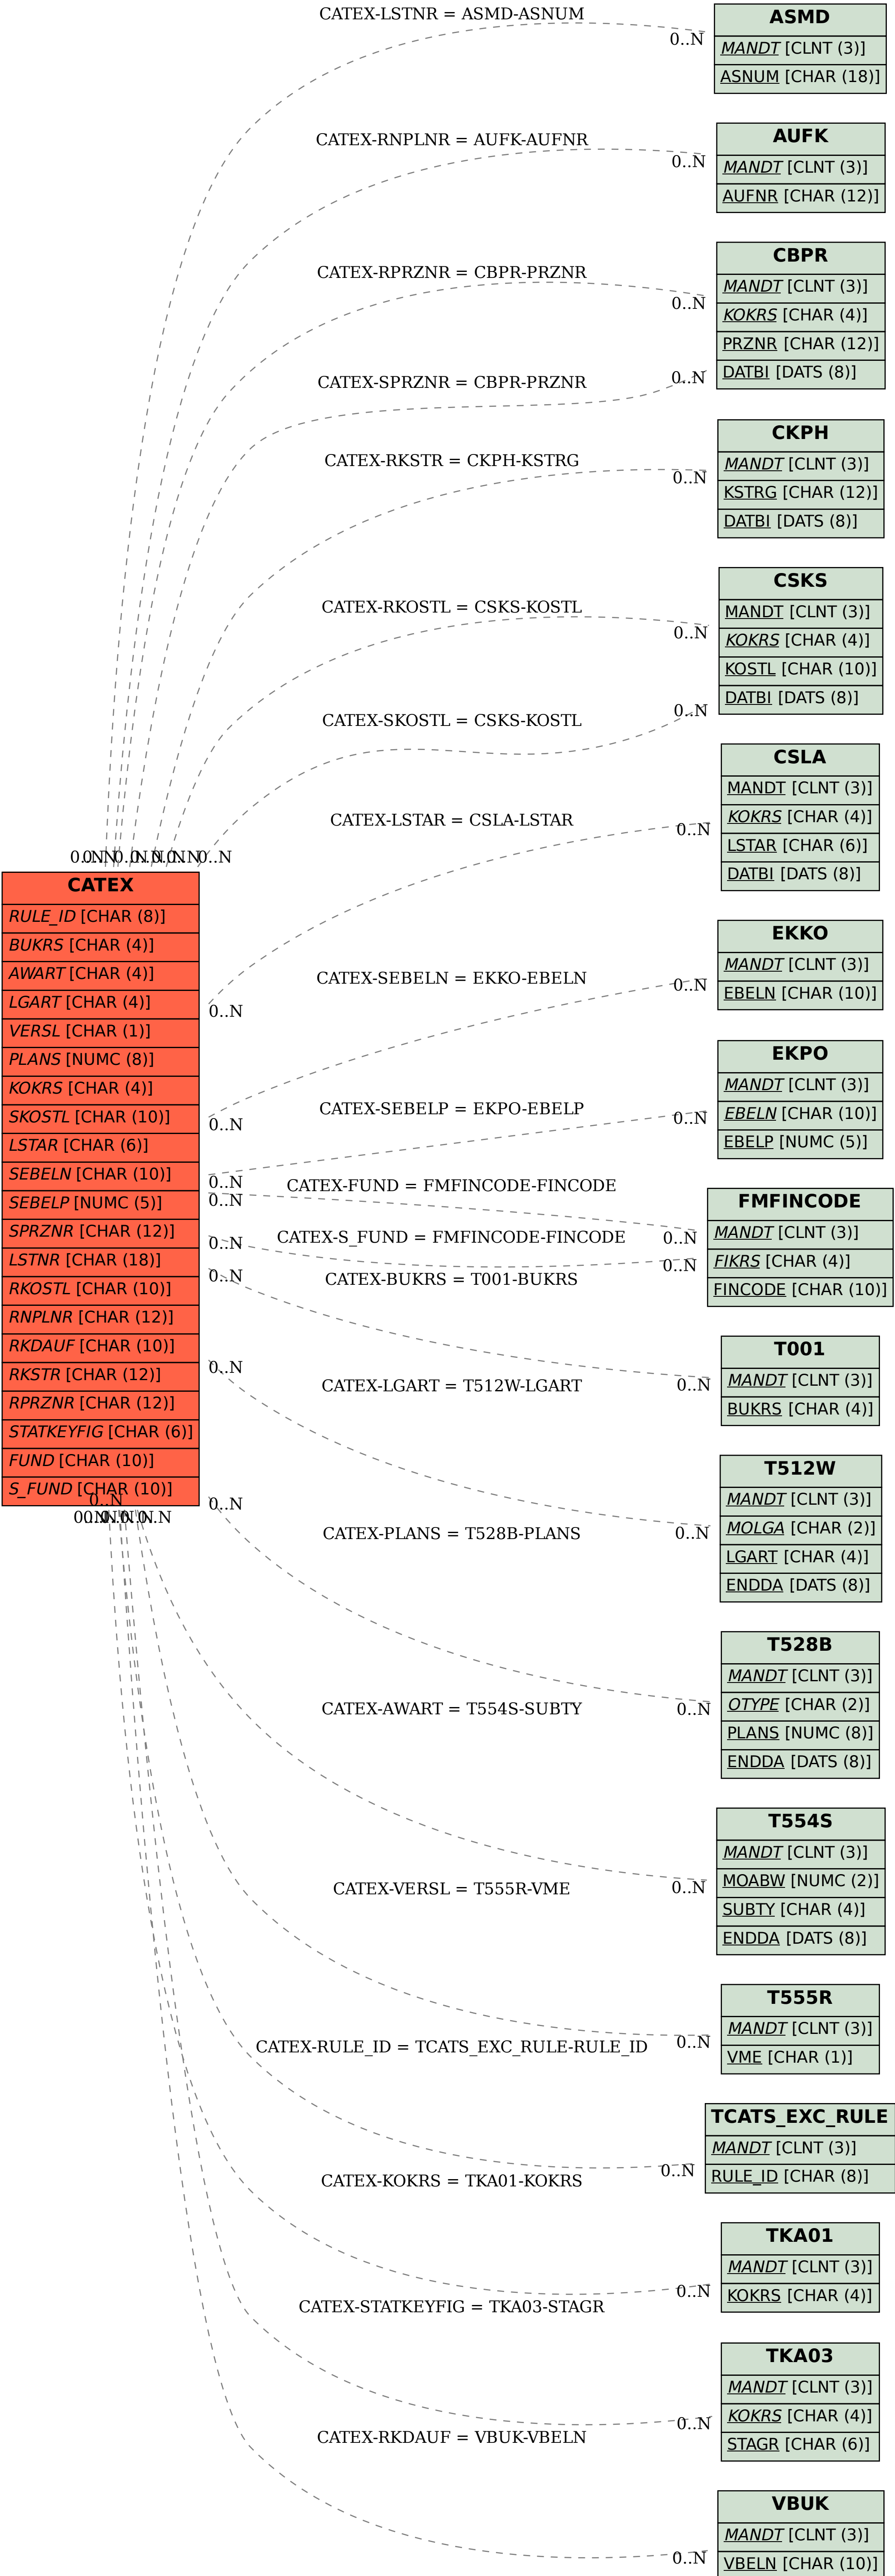 CATEX-LSTNR = ASMD-ASNUM
0..N
ASMD
MANDT [CLNT (3)]
ASNUM [CHAR (18)]
CATEX-RNPLNR = AUFK-AUFNR
0..N
AUFK
MANDT [CLNT (3)]
AUFNR [CHAR (12)]
CATEX-RPRZNR = CBPR-PRZNR
0..N
CATEX-SPRZNR = CBPR-PRZNR
0..N
CBPR
MANDT [CLNT (3)]
KOKRS [CHAR (4)]
PRZNR [CHAR (12)]
DATBI [DATS (8)]
CATEX-RKSTR = CKPH-KSTRG
0..N
CKPH
MANDT [CLNT (3)]
KSTRG [CHAR (12)]
DATBI [DATS (8)]
CATEX-RKOSTL = CSKS-KOSTL
0..N
CATEX-SKOSTL = CSKS-KOSTL
0..N
CSKS
MANDT [CLNT (3)]
KOKRS [CHAR (4)]
KOSTL [CHAR (10)]
DATBI [DATS (8)]
CATEX-LSTAR = CSLA-LSTAR
0..N
CSLA
MANDT [CLNT (3)]
KOKRS [CHAR (4)]
LSTAR [CHAR (6)]
DATBI [DATS (8)]
0..N
CATEX
RULE_ID [CHAR (8)]
BUKRS [CHAR (4)]
AWART [CHAR (4)]
LGART [CHAR (4)]
VERSL [CHAR (1)]
PLANS [NUMC (8)]
KOKRS [CHAR (4)]
SKOSTL [CHAR (10)]
LSTAR [CHAR (6)]
SEBELN [CHAR (10)]
SEBELP [NUMC (5)]
SPRZNR [CHAR (12)]
LSTNR [CHAR (18)]
RKOSTL [CHAR (10)]
RNPLNR [CHAR (12)]
RKDAUF [CHAR (10)]
RKSTR [CHAR (12)]
RPRZNR [CHAR (12)]
STATKEYFIG [CHAR (6)]
FUND [CHAR (10)]
S_FUND [CHAR (10)]
0..N
0..N
0..N
0..N
0..N
0..N
0..N
0..N
0..N
CATEX-SEBELN = EKKO-EBELN
0..N
EKKO
MANDT [CLNT (3)]
EBELN [CHAR (10)]
CATEX-SEBELP = EKPO-EBELP
0..N
EKPO
MANDT [CLNT (3)]
EBELN [CHAR (10)]
EBELP [NUMC (5)]
CATEX-FUND = FMFINCODE-FINCODE
0..N
CATEX-S_FUND = FMFINCODE-FINCODE
0..N
FMFINCODE
MANDT [CLNT (3)]
FIKRS [CHAR (4)]
FINCODE [CHAR (10)]
CATEX-BUKRS = T001-BUKRS
0..N
T001
MANDT [CLNT (3)]
BUKRS [CHAR (4)]
CATEX-LGART = T512W-LGART
0..N
T512W
MANDT [CLNT (3)]
MOLGA [CHAR (2)]
LGART [CHAR (4)]
ENDDA [DATS (8)]
CATEX-PLANS = T528B-PLANS
0..N
T528B
MANDT [CLNT (3)]
OTYPE [CHAR (2)]
PLANS [NUMC (8)]
ENDDA [DATS (8)]
CATEX-AWART = T554S-SUBTY
0..N
T554S
MANDT [CLNT (3)]
MOABW [NUMC (2)]
SUBTY [CHAR (4)]
ENDDA [DATS (8)]
CATEX-VERSL = T555R-VME
0..N
T555R
MANDT [CLNT (3)]
VME [CHAR (1)]
CATEX-RULE_ID = TCATS_EXC_RULE-RULE_ID
0..N
TCATS_EXC_RULE
MANDT [CLNT (3)]
RULE_ID [CHAR (8)]
CATEX-KOKRS = TKA01-KOKRS
0..N
TKA01
MANDT [CLNT (3)]
KOKRS [CHAR (4)]
CATEX-STATKEYFIG = TKA03-STAGR
0..N
TKA03
MANDT [CLNT (3)]
KOKRS [CHAR (4)]
STAGR [CHAR (6)]
CATEX-RKDAUF = VBUK-VBELN
0..N
VBUK
MANDT [CLNT (3)]
VBELN [CHAR (10)]